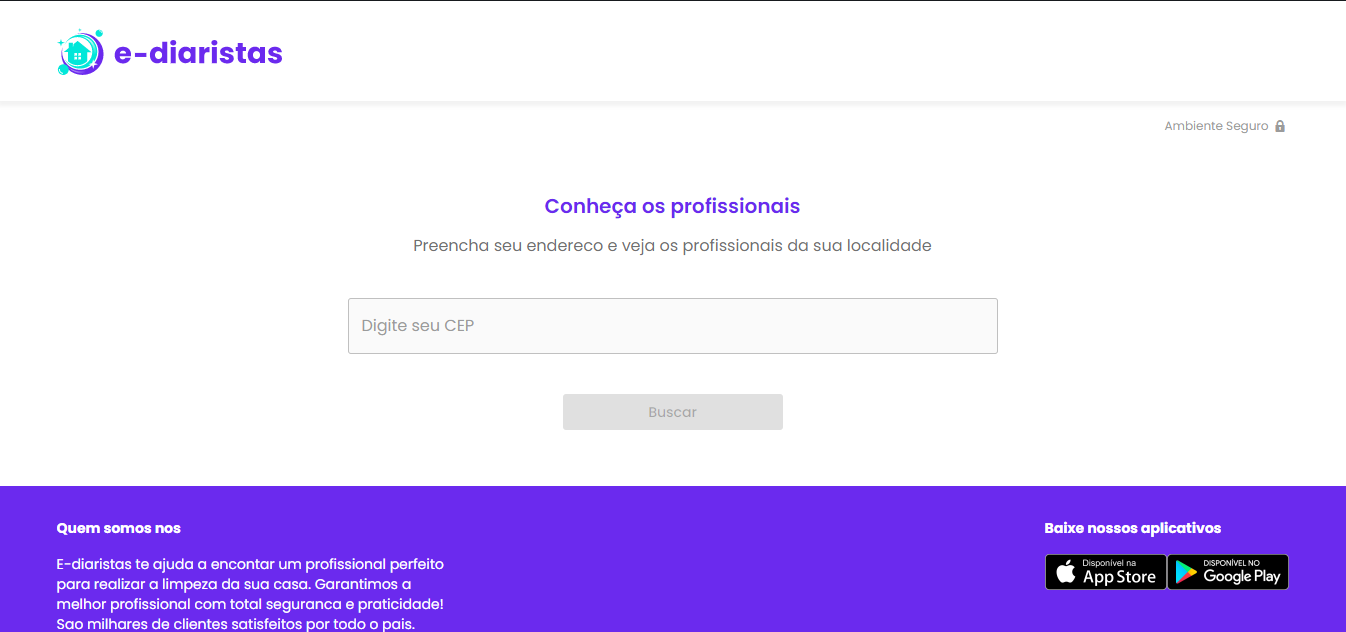 e-diaristas
Ambiente Seguro
Conheça os profissionais
Preencha seu endereco e veja os profissionais da sua localidade
Digite seu CEP
Buscar
Quem somos nos
E-diaristas te ajuda a encontar um profissional perfeito
para realizar a limpeza da sua casa. Garantimos a
melhor profissional com total seguranca e praticidade!
Sao milhares de clientes satisfeitos por todo o pais.
Baixe nossos aplicativos
Disponível na
App Store
DISPONÍVEL NO
Google Play